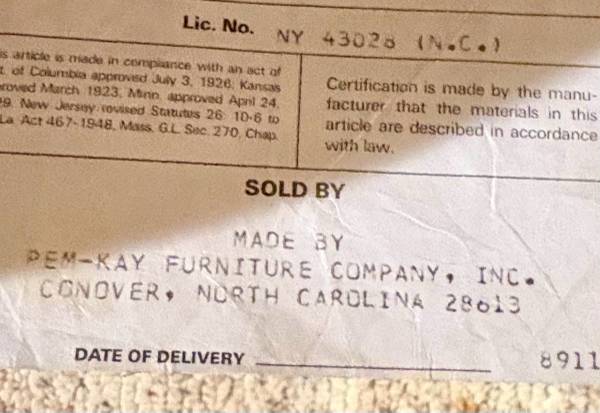 Lic. No. NY 43028 (N.C.)
s article is made in compliance with an act of
t. of Columbia approved July 3, 1926; Kansas
roved March 1923; Minn. approved April 24,
29. New Jersey revised Statutes 26: 10-6 to
La. Act 467-1948, Mass. G.L. Sec. 270, Chap.
Certification is made by the manu-
facturer that the materials in this
article are described in accordance
with law.
SOLD BY
MADE BY
PEM-KAY FURNITURE COMPANY, INC.
CONOVER, NORTH CAROLINA 28613
DATE OF DELIVERY
8911